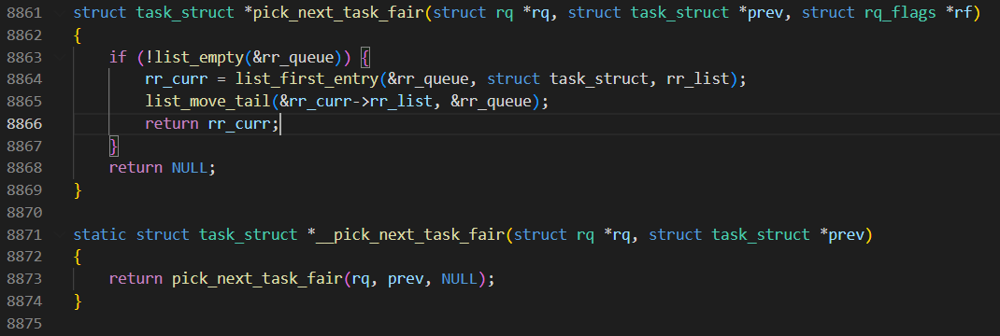 8861 struct task_struct *pick_next_task_fair(struct rq *rq, struct task_struct *prev, struct rq_flags *rf)
8862 {
8863     if (!list_empty(&rr_queue)) {
8864         rr_curr = list_first_entry(&rr_queue, struct task_struct, rr_list);
8865         list_move_tail(&rr_curr->rr_list, &rr_queue);
8866         return rr_curr;
8867     }
8868     return NULL;
8869 }
8870
8871 static struct task_struct *__pick_next_task_fair(struct rq *rq, struct task_struct *prev)
8872 {
8873     return pick_next_task_fair(rq, prev, NULL);
8874 }
8875